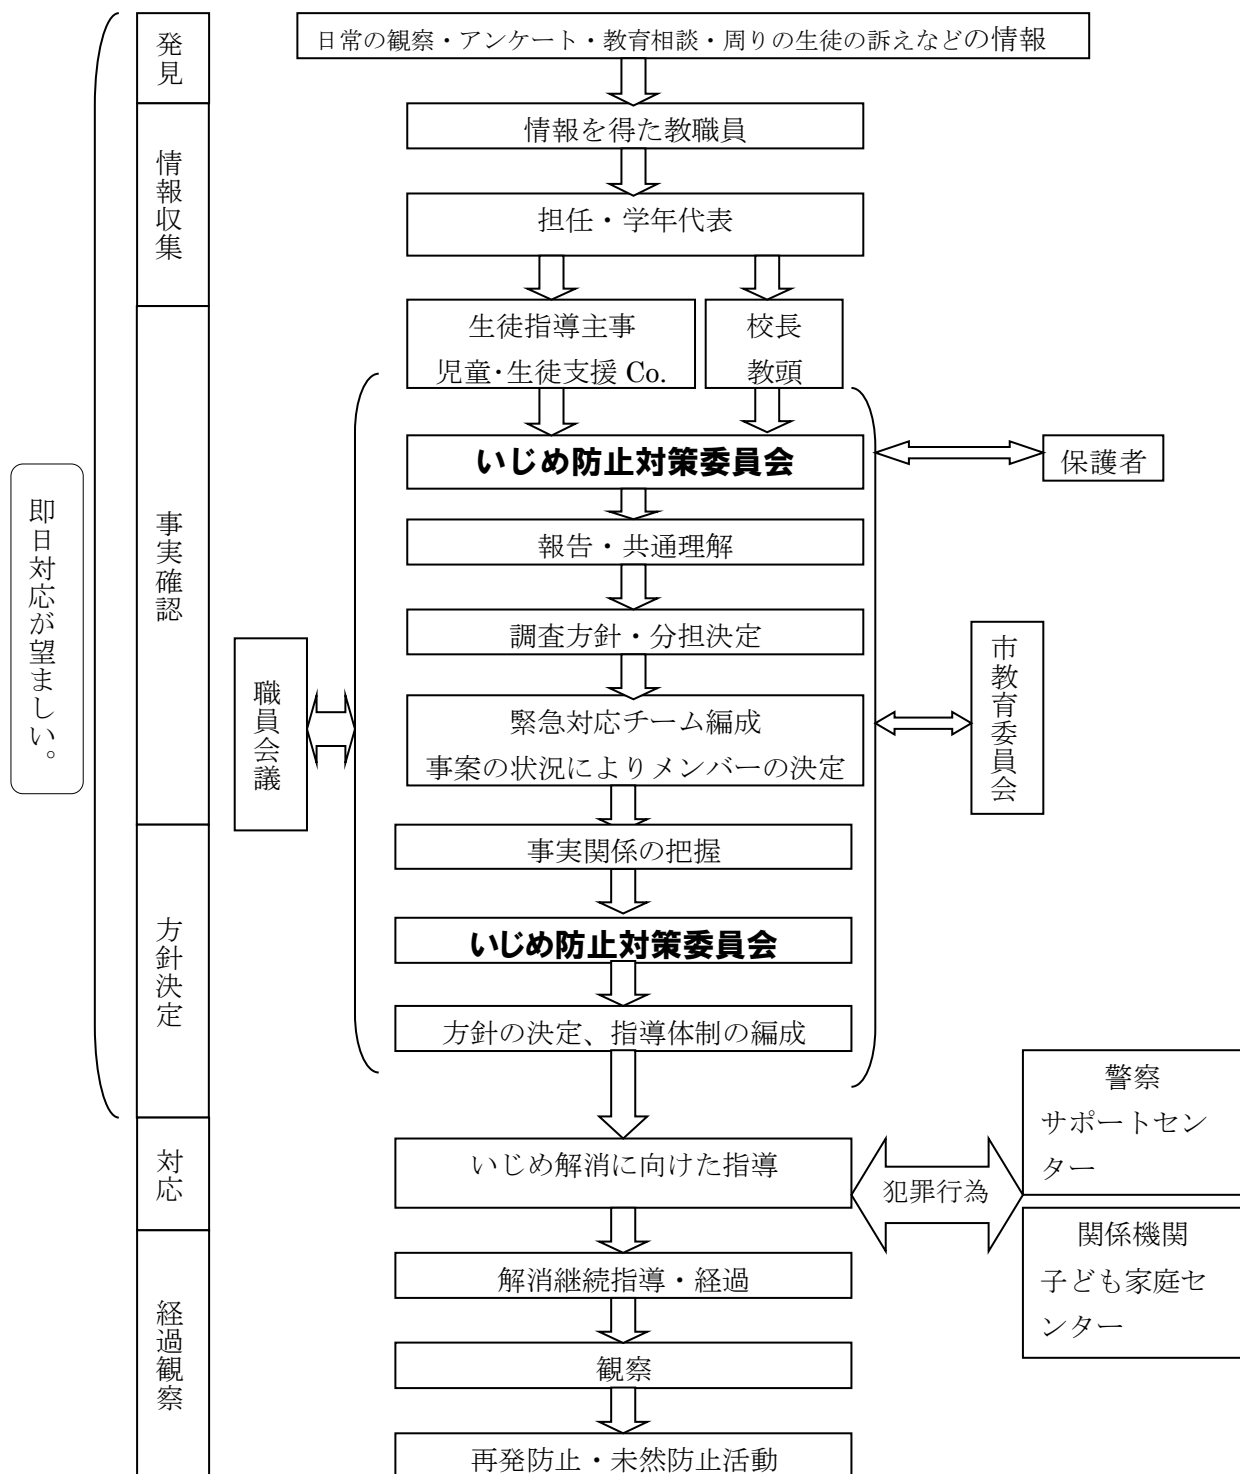 発見
日常の観察・アンケート・教育相談・周りの生徒の訴えなどの情報
情報収集
情報を得た教職員
担任・学年代表
事実確認
生徒指導主事
児童・生徒支援 Co.
校長
教頭
いじめ防止対策委員会
保護者
即日対応が望ましい。
報告・共通理解
調査方針・分担決定
職員会議
緊急対応チーム編成
事案の状況によりメンバーの決定
市教育委員会
方針決定
事実関係の把握
いじめ防止対策委員会
方針の決定、指導体制の編成
対応
いじめ解消に向けた指導
犯罪行為
警察
サポートセン
ター
関係機関
子ども家庭セ
ンター
経過観察
解消継続指導・経過
観察
再発防止・未然防止活動